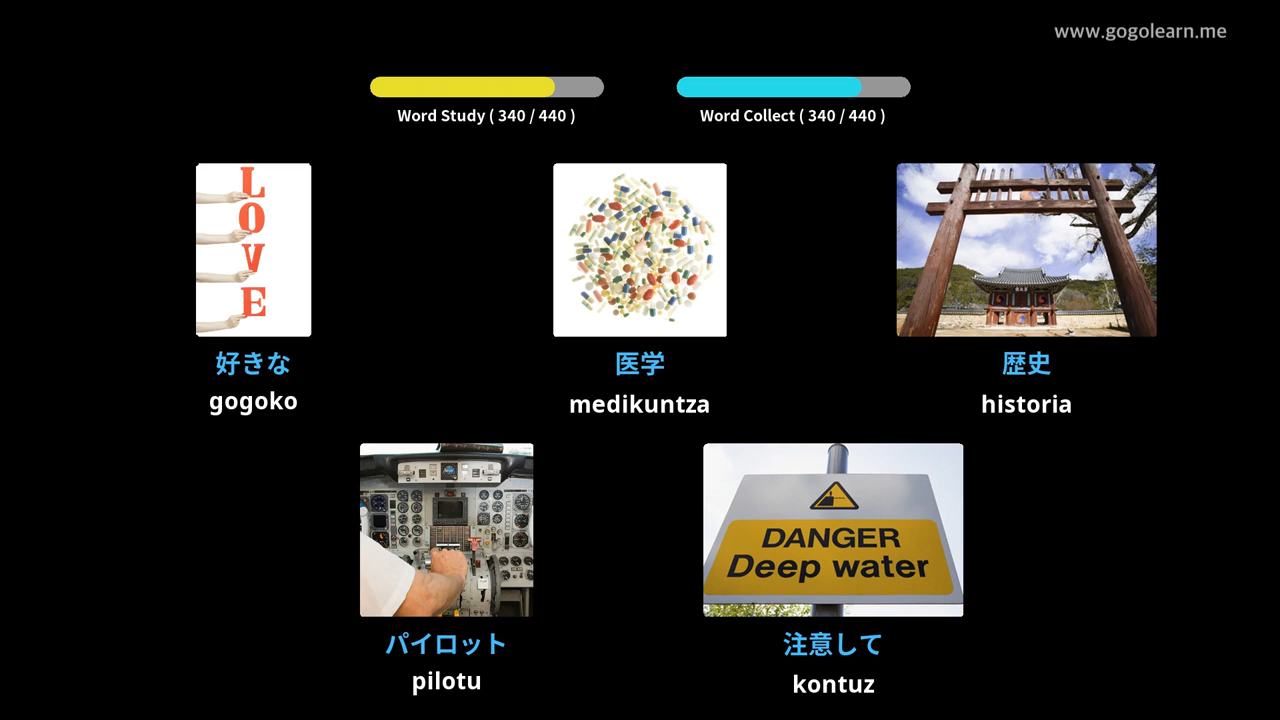 www.gogolearn.me
Word Study ( 340 / 440 )
Word Collect ( 340 / 440 )
L
O
V
E
好きな
gogoko
医学
medikuntza
歴史
historia
DANGER
Deep water
パイロット
pilotu
注意して
kontuz